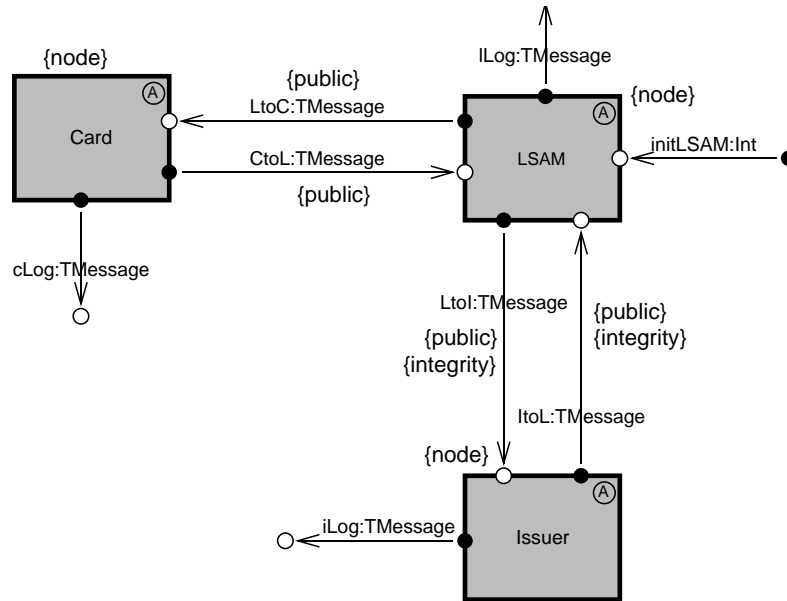 {node}
A
Card
{public}
LtoC:TMessage
CtoL:TMessage
{public}
lLog:TMessage
{node}
A
LSAM
initLSAM:Int
cLog:TMessage
LtoI:TMessage
{public}
{integrity}
{public}
{integrity}
ItoL:TMessage
{node}
A
Issuer
iLog:TMessage